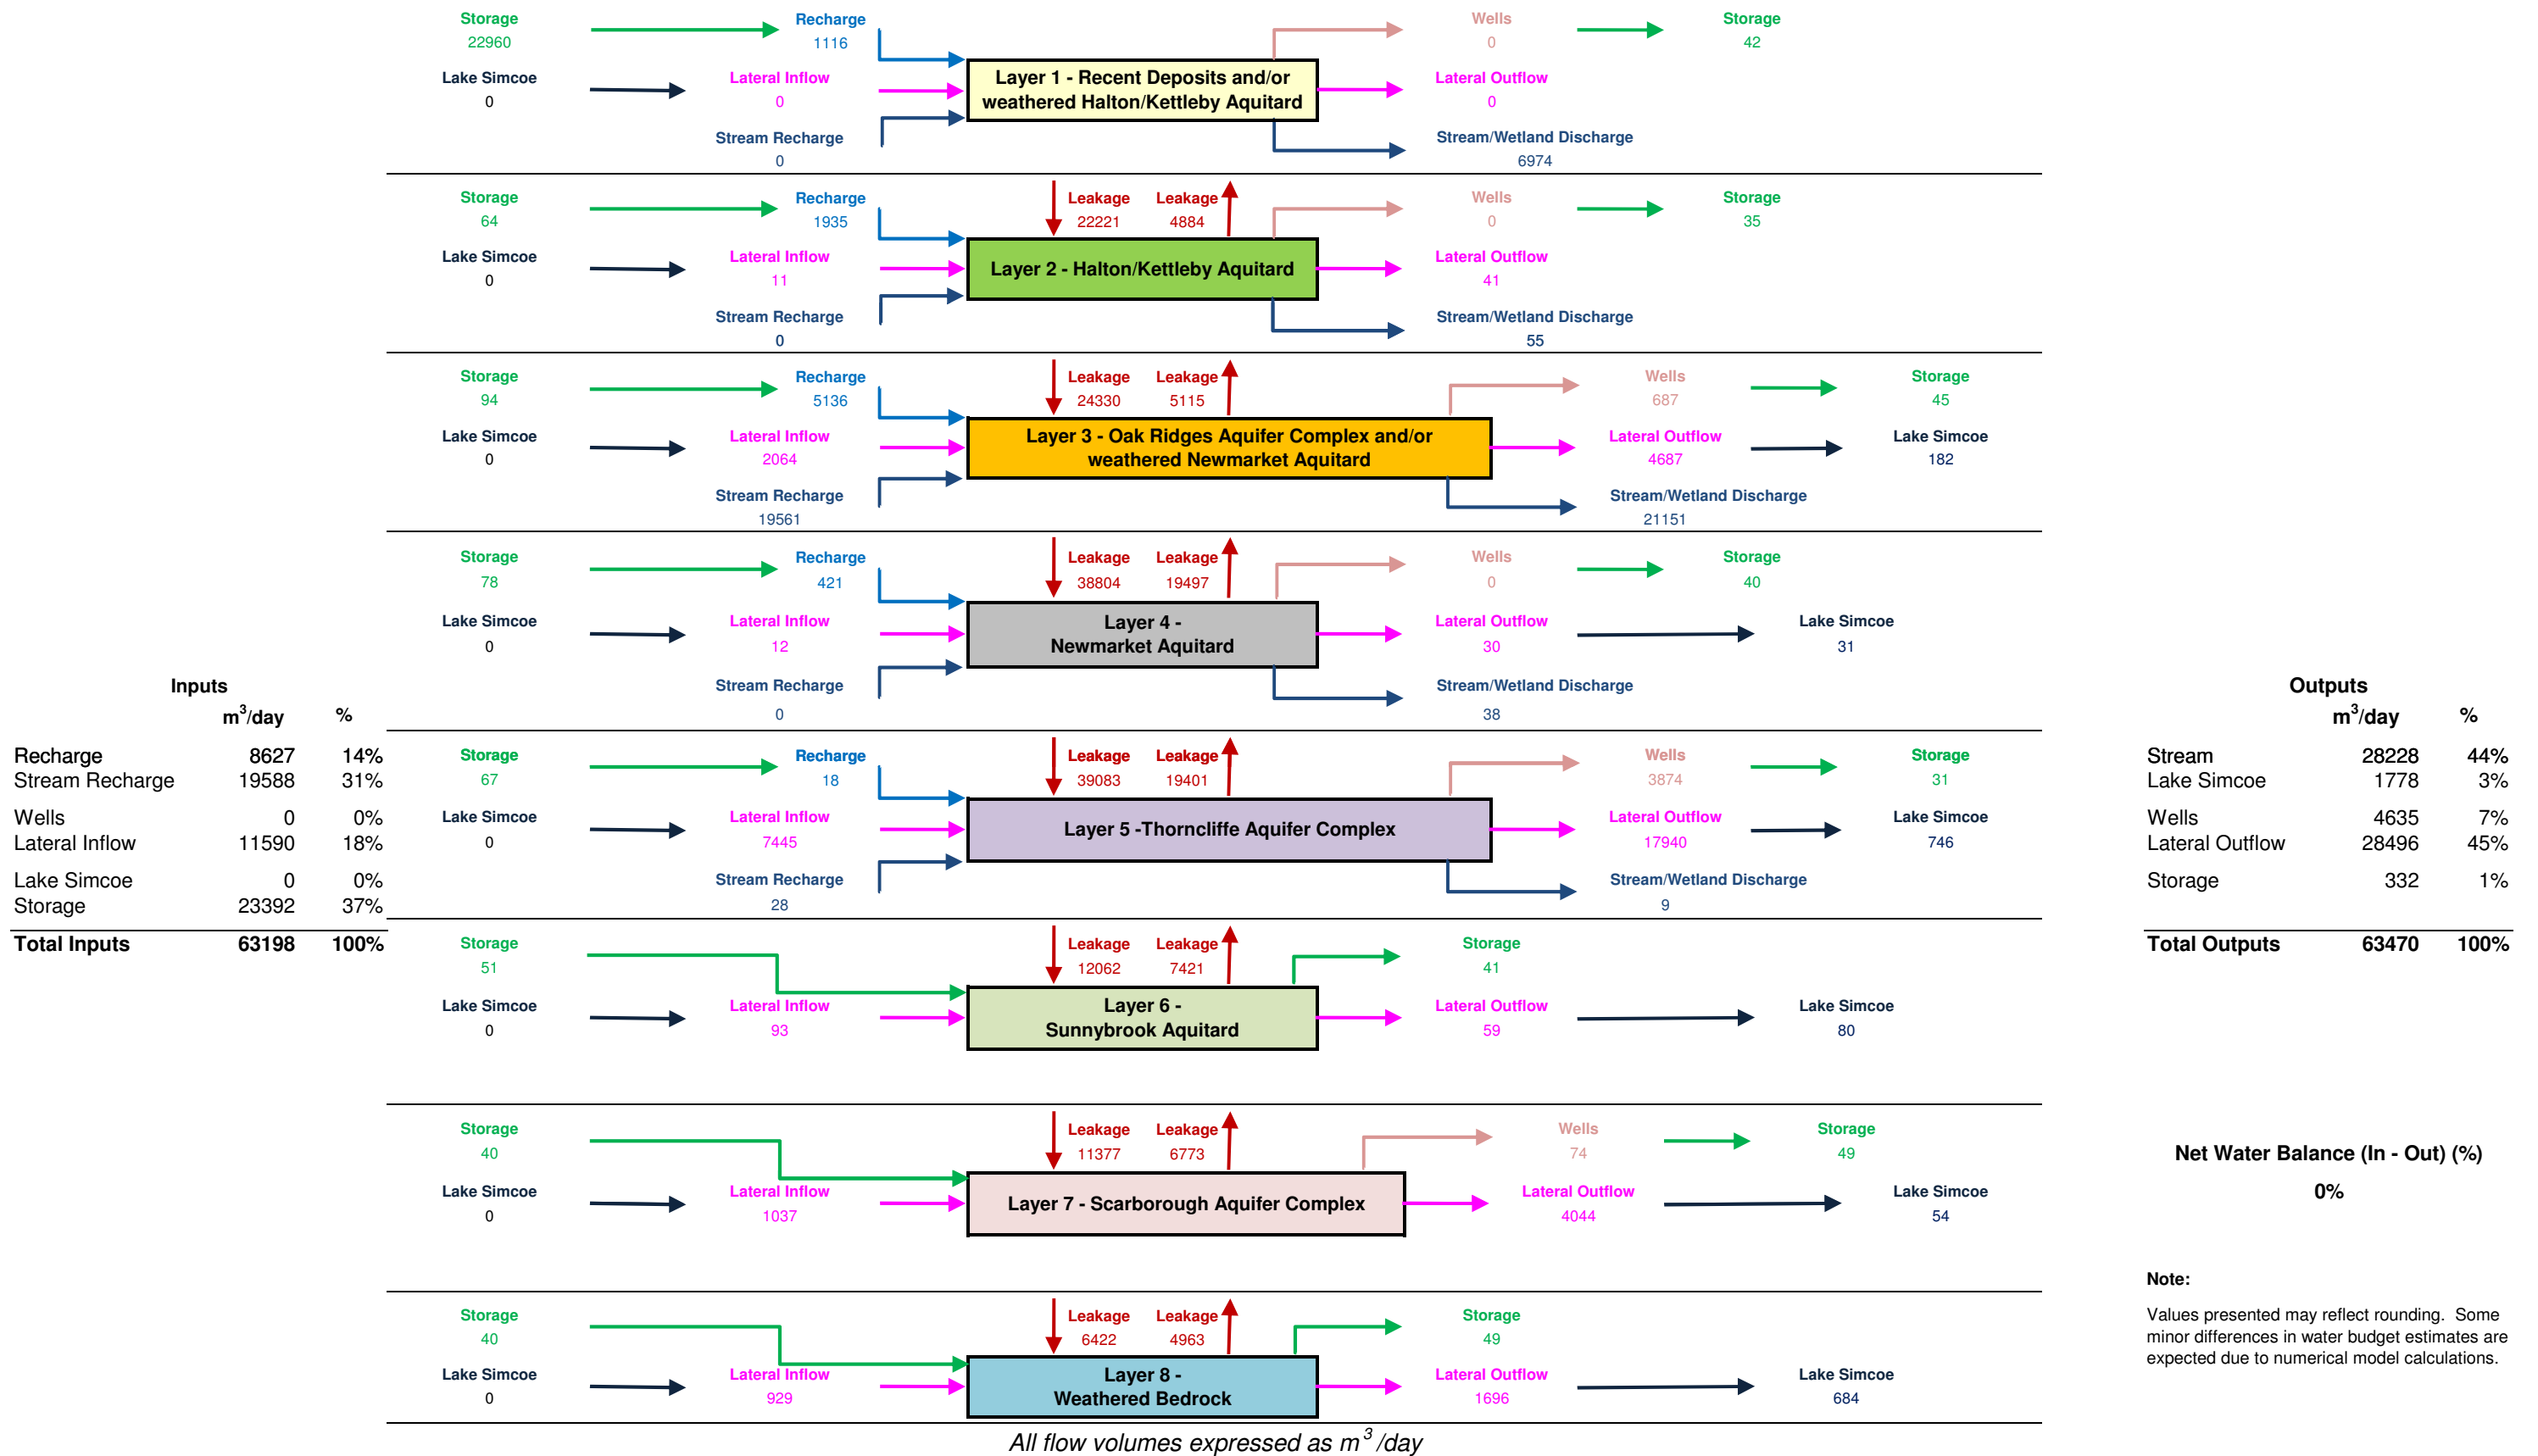 Storage Recharge Wells Storage
22960 1116 0 42
Lake Simcoe Lateral Inflow Layer 1 - Recent Deposits and/or Lateral Outflow
0 0 weathered Halton/Kettleby Aquitard 0
Stream Recharge Stream/Wetland Discharge
0 6974
Storage Recharge Leakage Leakage Wells Storage
64 1935 22221 4884 0 35
Lake Simcoe Lateral Inflow Layer 2 - Halton/Kettleby Aquitard Lateral Outflow
0 11 41
Stream Recharge Stream/Wetland Discharge
0 55
Storage Recharge Leakage Leakage Wells Storage
94 5136 24330 5115 687 45
Lake Simcoe Lateral Inflow Layer 3 - Oak Ridges Aquifer Complex and/or Lateral Outflow Lake Simcoe
0 2064 weathered Newmarket Aquitard 4687 182
Stream Recharge Stream/Wetland Discharge
19561 21151
Storage Recharge Leakage Leakage Wells Storage
78 421 38804 19497 0 40
Lake Simcoe Lateral Inflow Layer 4 - Lateral Outflow Lake Simcoe
0 12 Newmarket Aquitard 30 31
Stream Recharge Stream/Wetland Discharge
0 38
Storage Recharge Leakage Leakage Wells Storage
67 18 39083 19401 3874 31
Lake Simcoe Lateral Inflow Layer 5 -Thorncliffe Aquifer Complex Lateral Outflow Lake Simcoe
0 7445 17940 746
Stream Recharge Stream/Wetland Discharge
28 9
Storage Leakage Leakage Storage
51 12062 7421 41
Lake Simcoe Lateral Inflow Layer 6 - Lateral Outflow Lake Simcoe
0 93 Sunnybrook Aquitard 59 80
Storage Leakage Leakage Wells Storage
40 11377 6773 74 49
Lake Simcoe Lateral Inflow Layer 7 - Scarborough Aquifer Complex Lateral Outflow Lake Simcoe
0 1037 4044 54
Storage Leakage Leakage Storage
40 6422 4963 49
Lake Simcoe Lateral Inflow Layer 8 - Lateral Outflow Lake Simcoe
0 929 Weathered Bedrock 1696 684
All flow volumes expressed as m³ /day
Inputs
m³/day %
Recharge 8627 14%
Stream Recharge 19588 31%
Wells 0 0%
Lateral Inflow 11590 18%
Lake Simcoe 0 0%
Storage 23392 37%
Total Inputs 63198 100%
Outputs
m³/day %
Stream 28228 44%
Lake Simcoe 1778 3%
Wells 4635 7%
Lateral Outflow 28496 45%
Storage 332 1%
Total Outputs 63470 100%
Net Water Balance (In - Out) (%)
0%
Note:
Values presented may reflect rounding. Some
minor differences in water budget estimates are
expected due to numerical model calculations.